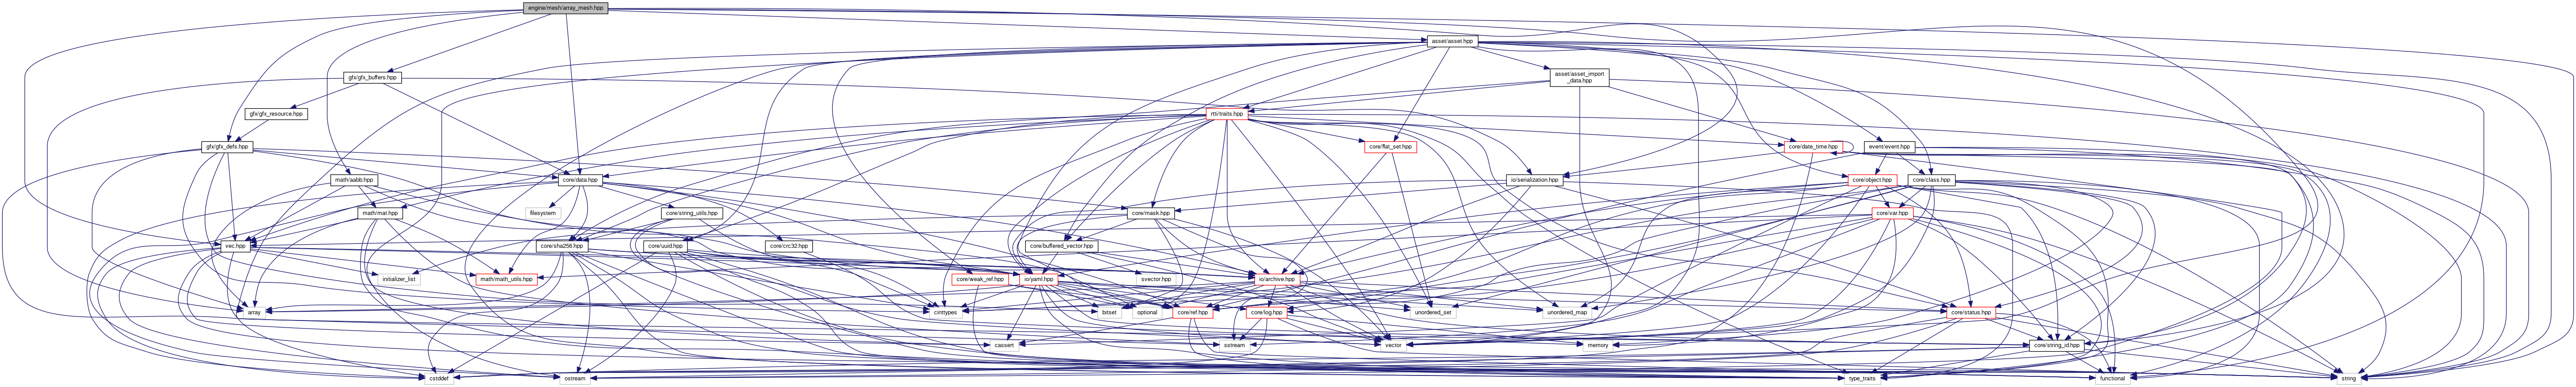 engine/mesh/array_mesh.hpp
asset/asset.hpp
gfx/gfx_buffers.hpp
asset/asset_import
_data.hpp
gfx/gfx_resource.hpp
rtti/traits.hpp
gfx/gfx_defs.hpp
core/flat_set.hpp
core/date_time.hpp
event/event.hpp
math/aabb.hpp
core/data.hpp
io/serialization.hpp
core/object.hpp
core/class.hpp
filesystem
math/mat.hpp
core/string_utils.hpp
core/mask.hpp
core/var.hpp
vec.hpp
core/sha256.hpp
core/uuid.hpp
core/crc32.hpp
core/buffered_vector.hpp
initializer_list
math/math_utils.hpp
core/weak_ref.hpp
io/yaml.hpp
svector.hpp
io/archive.hpp
array
cinttypes
bitset
optional
core/ref.hpp
core/log.hpp
unordered_set
unordered_map
core/status.hpp
cassert
sstream
vector
memory
core/string_id.hpp
cstddef
ostream
type_traits
functional
string